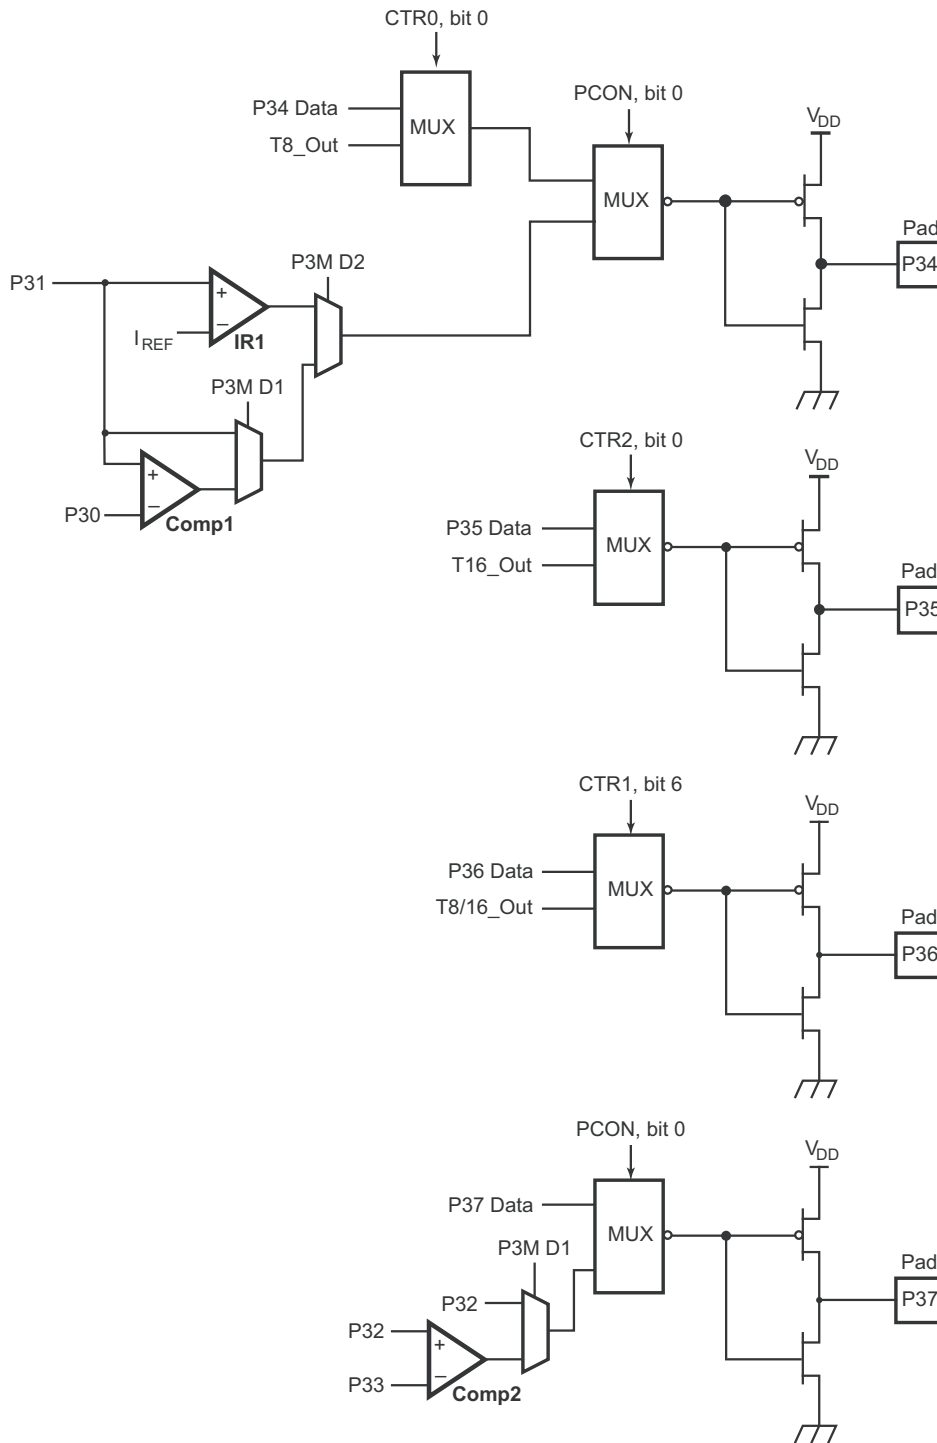 CTR0, bit 0
P34 Data
T8_Out
MUX
PCON, bit 0
MUX
VDD
Pad
P34
P31
+
−
IREF
IR1
P3M D2
P3M D1
+
−
P30
Comp1
CTR2, bit 0
P35 Data
T16_Out
MUX
VDD
Pad
P35
CTR1, bit 6
P36 Data
T8/16_Out
MUX
VDD
Pad
P36
PCON, bit 0
P37 Data
MUX
P3M D1
P32
P32
+
−
P33
Comp2
VDD
Pad
P37